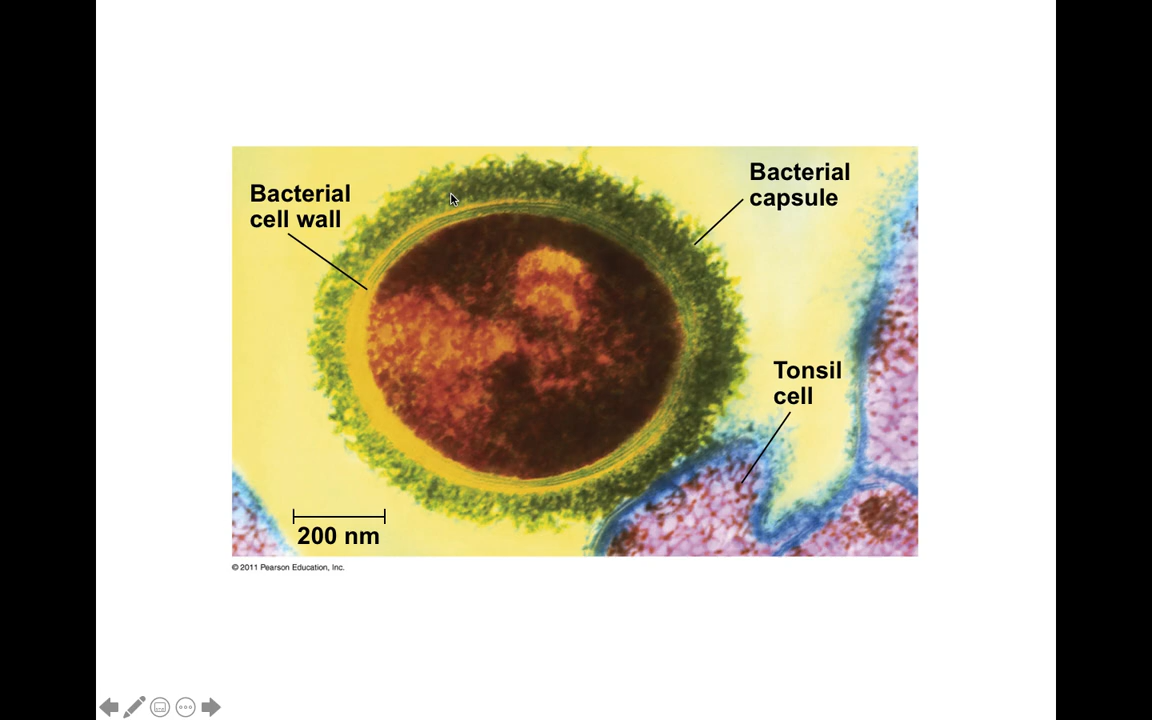 Bacterial
cell wall
Bacterial
capsule
Tonsil
cell
200 nm
© 2011 Pearson Education, Inc.